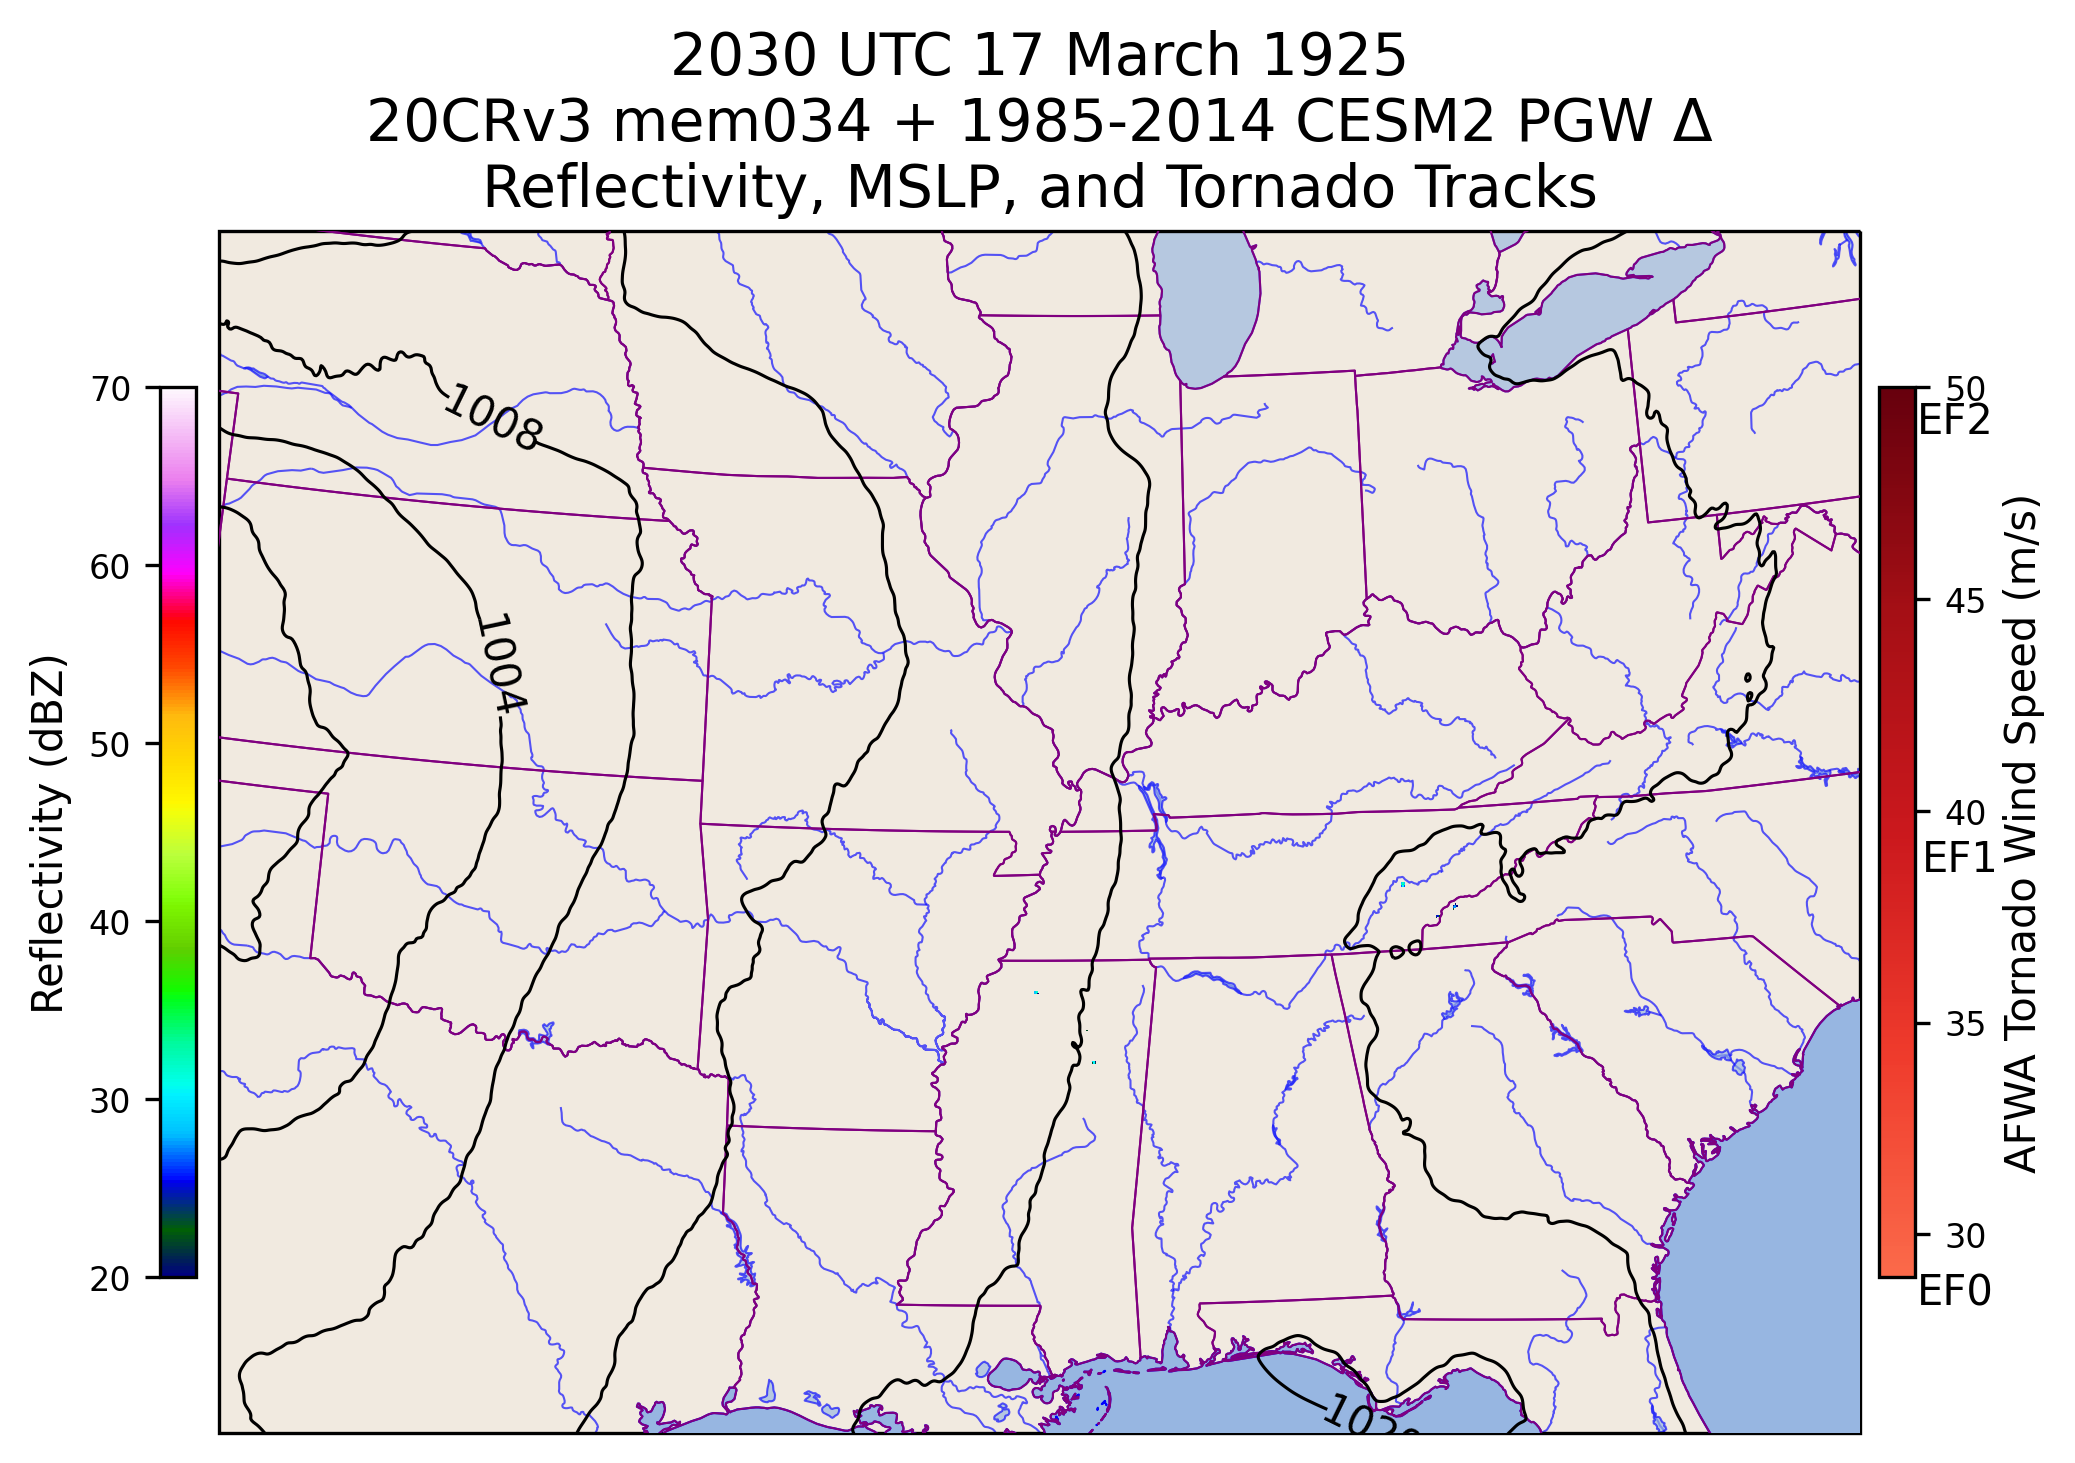 2030 UTC 17 March 1925
20CRv3 mem034 + 1985-2014 CESM2 PGW Δ
Reflectivity, MSLP, and Tornado Tracks
1008
1004
70
60
50
40
30
20
Reflectivity (dBZ)
50
EF2
45
40
EF1
35
30
EF0
AFWA Tornado Wind Speed (m/s)